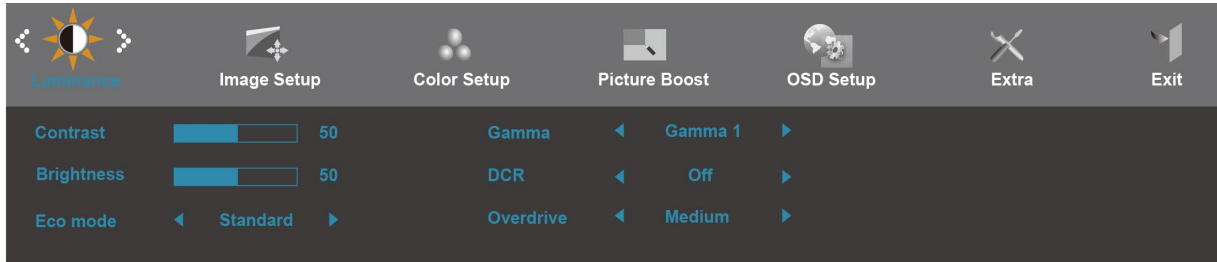 Luminance Image Setup Color Setup Picture Boost OSD Setup Extra Exit
Contrast 50 Gamma Gamma 1
Brightness 50 DCR Off
Eco mode Standard Overdrive Medium